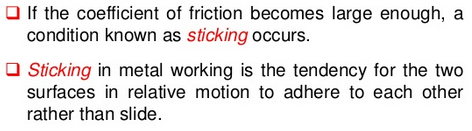 If the coefficient of friction becomes large enough, a
condition known as sticking occurs.
Sticking in metal working is the tendency for the two
surfaces in relative motion to adhere to each other
rather than slide.